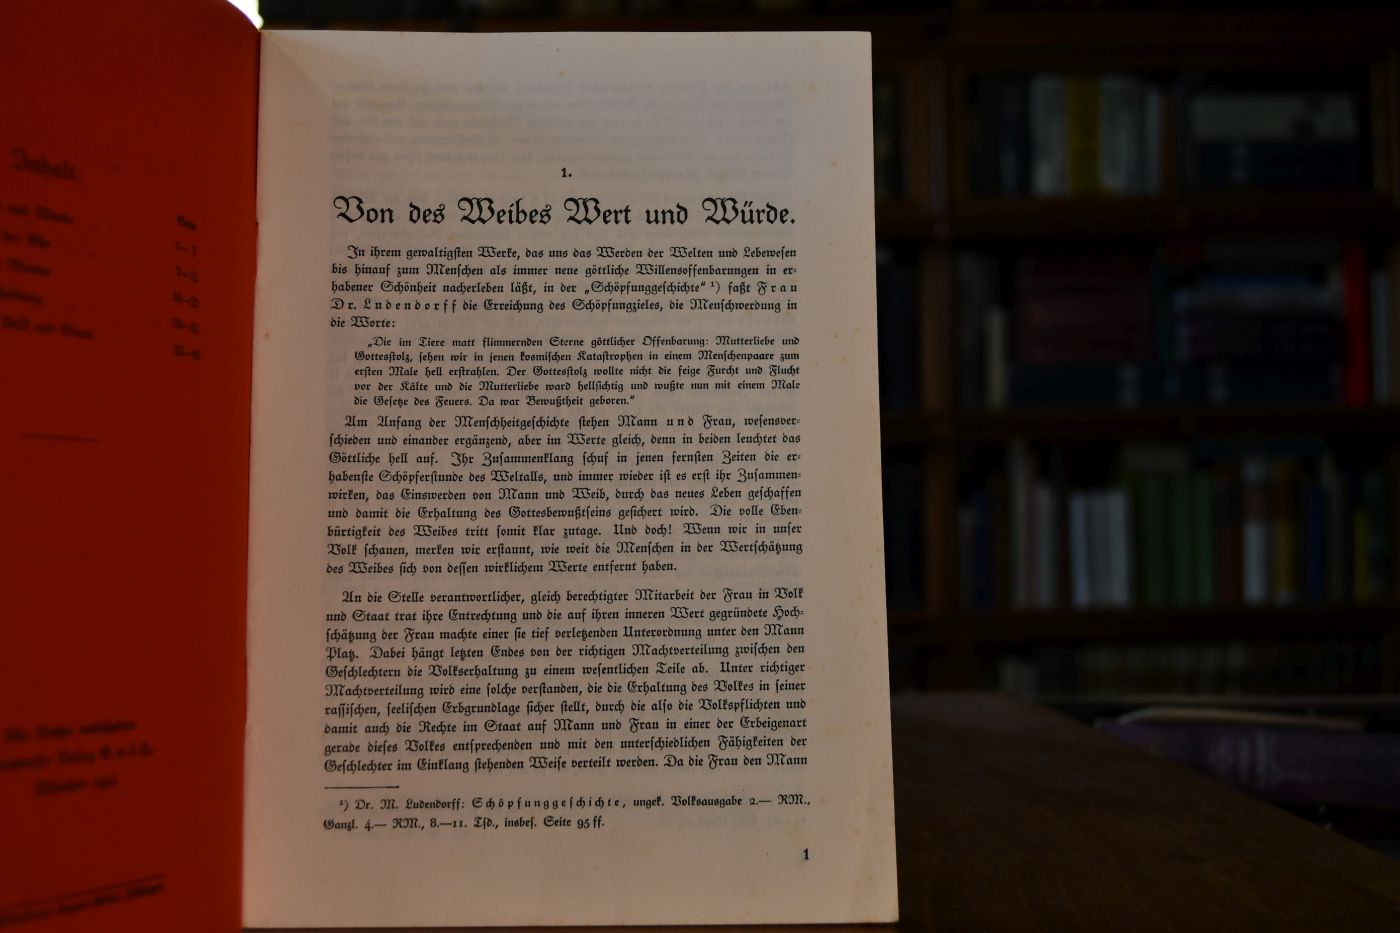 Inhalt:
Seite
1.
Von des Weibes Wert und Würde.
In ihrem gewaltigsten Werke, das uns das Werden der Welten und Lebewesen
bis hinauf zum Menschen als immer neue göttliche Willensoffenbarungen in er-
habener Schönheit nacherleben läßt, in der „Schöpfunggeschichte“ ¹) faßt Frau
Dr. Ludendorff die Erreichung des Schöpfungzieles, die Menschwerdung in
die Worte:
„Die im Tiere matt flimmernden Sterne göttlicher Offenbarung: Mutterliebe und
Gottesstolz, sehen wir in jenen kosmischen Katastrophen in einem Menschenpaare zum
ersten Male hell erstrahlen. Der Gottesstolz wollte nicht die feige Furcht und Flucht
vor der Kälte und die Mutterliebe ward hellsichtig und wußte nun mit einem Male
die Gesetze des Feuers. Da war Bewußtheit geboren.“
Am Anfang der Menschheitgeschichte stehen Mann und Frau, wesensver-
schieden und einander ergänzend, aber im Werte gleich, denn in beiden leuchtet das
Göttliche hell auf. Ihr Zusammenklang schuf in jenen fernsten Zeiten die er-
habenste Schöpferstunde des Weltalls, und immer wieder ist es erst ihr Zusammen-
wirken, das Einswerden von Mann und Weib, durch das neues Leben geschaffen
und damit die Erhaltung des Gottesbewußtseins gesichert wird. Die volle Eben-
bürtigkeit des Weibes tritt somit klar zutage. Und doch! Wenn wir in unser
Volk schauen, merken wir erstaunt, wie weit die Menschen in der Wertschätzung
des Weibes sich von dessen wirklichem Werte entfernt haben.
An die Stelle verantwortlicher, gleich berechtigter Mitarbeit der Frau in Volk
und Staat trat ihre Entrechtung und die auf ihren inneren Wert gegründete Hoch-
schätzung der Frau machte einer sie tief verletzenden Unterordnung unter den Mann
Platz. Dabei hängt letzten Endes von der richtigen Machtverteilung zwischen den
Geschlechtern die Volkserhaltung zu einem wesentlichen Teile ab. Unter richtiger
Machtverteilung wird eine solche verstanden, die die Erhaltung des Volkes in seiner
rassischen, seelischen Erbgrundlage sicher stellt, durch die also die Volkspflichten und
damit auch die Rechte im Staat auf Mann und Frau in einer der Erbeigenart
gerade dieses Volkes entsprechenden und mit den unterschiedlichen Fähigkeiten der
Geschlechter im Einklang stehenden Weise verteilt werden. Da die Frau den Mann
¹) Dr. M. Ludendorff: Schöpfunggeschichte, ungek. Volksausgabe 2.— RM.,
Ganzl. 4.— RM., 8.—11. Tsd., insbes. Seite 95 ff.
1